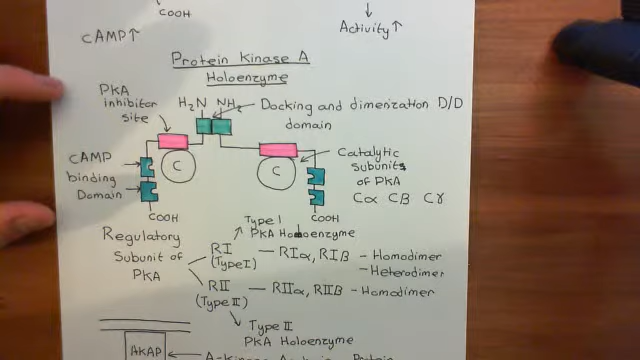 COOH
cAMP↑
Activity↑
Protein Kinase A
Holoenzyme
PKA
inhibitor
site
H₂N NH₂
Docking and dimenization D/D
domain
cAMP
binding
Domain
C
C
Catalytic
subunits
of PKA
Cα Cβ Cγ
COOH
COOH
Regulatory
Subunit of
PKA
Type I
PKA Holoenzyme
RI
(Type I)
RIα, RIβ
- Homodimer
- Heterodimer
RII
(Type II)
RIIα, RIIβ
- Homodimer
Type II
PKA Holoenzyme
AKAP